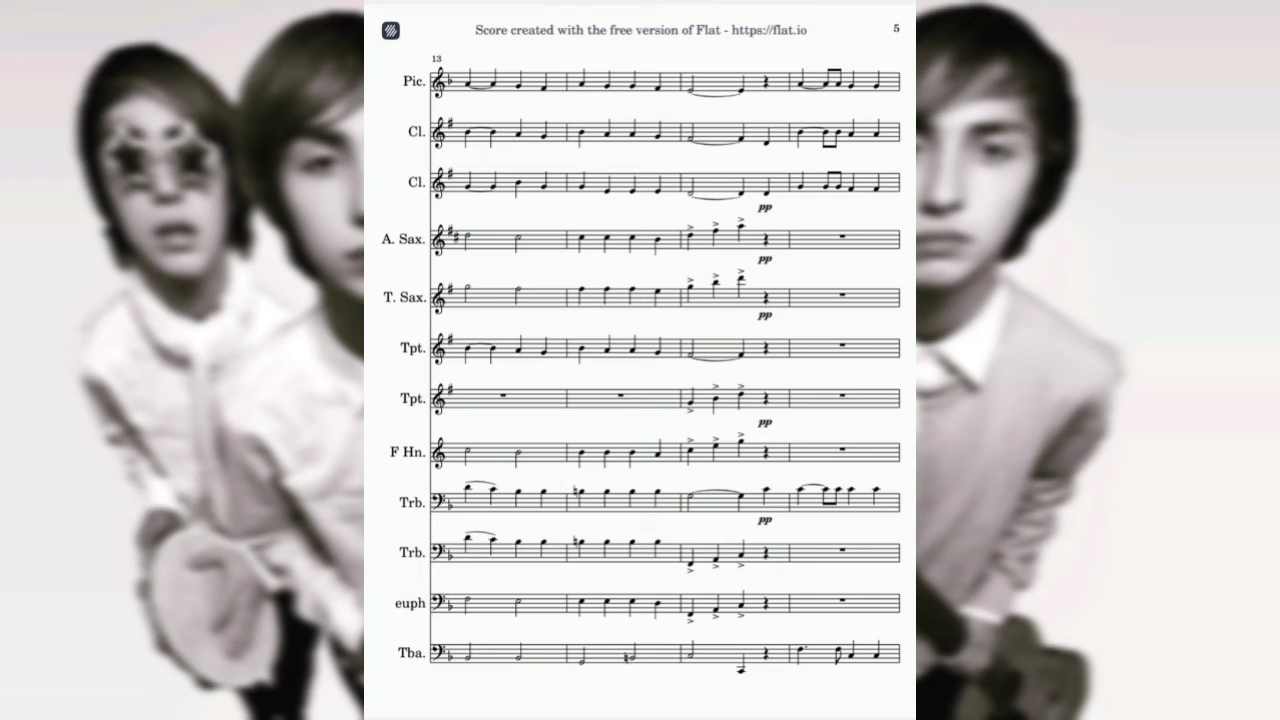 Score created with the free version of Flat - https://flat.io
5
13
Pic.
Cl.
Cl.
pp
A. Sax.
pp
T. Sax.
pp
Tpt.
Tpt.
pp
F Hn.
Trb.
pp
Trb.
euph
Tba.